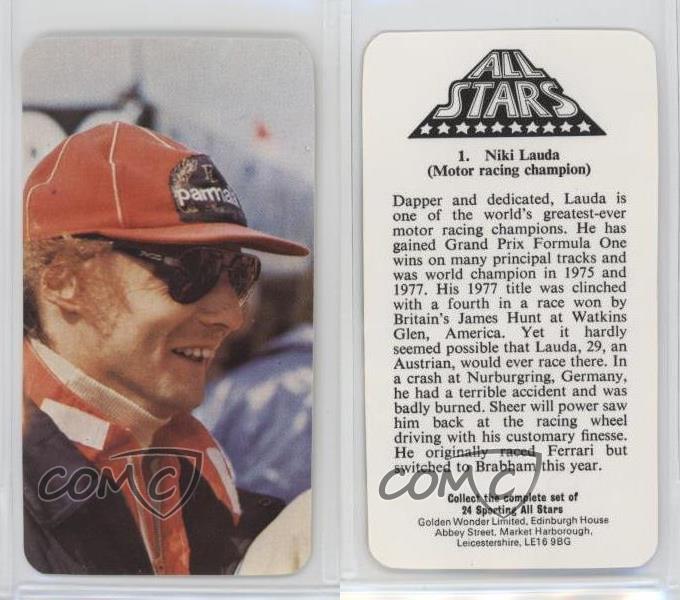 parmal
COMC
ALL
STARS
1. Niki Lauda
(Motor racing champion)
Dapper and dedicated, Lauda is
one of the world's greatest-ever
motor racing champions. He has
gained Grand Prix Formula One
wins on many principal tracks and
was world champion in 1975 and
1977. His 1977 title was clinched
with a fourth in a race won by
Britain's James Hunt at Watkins
Glen, America. Yet it hardly
seemed possible that Lauda, 29, an
Austrian, would ever race there. In
a crash at Nurburgring, Germany,
he had a terrible accident and was
badly burned. Sheer will power saw
him back at the racing wheel
driving with his customary finesse.
He originally raced Ferrari but
switched to Brabham this year.
COMC
Collect the complete set of
24 Sporting All Stars
Golden Wonder Limited, Edinburgh House
Abbey Street, Market Harborough,
Leicestershire, LE16 9BG